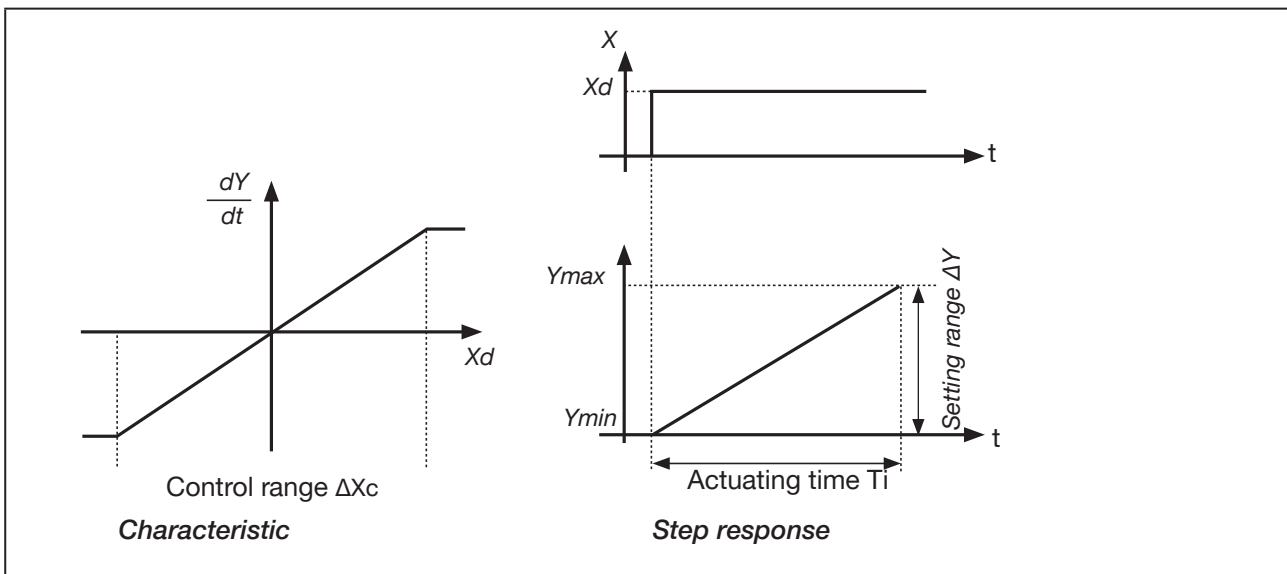 dY
dt
Xd
Control range ΔXc
Characteristic
X
Xd
t
Ymax
Ymin
Setting range ΔY
t
Actuating time Ti
Step response